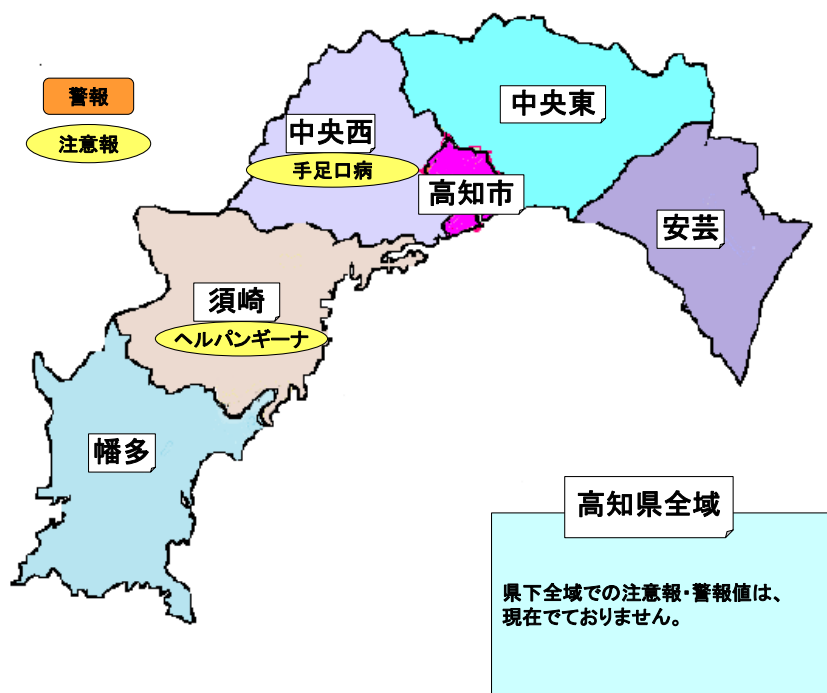 警報
注意報
中央東
中央西
手足口病
高知市
安芸
須崎
ヘルパンギーナ
幡多
高知県全域
県下全域での注意報・警報値は、
現在でておりません。